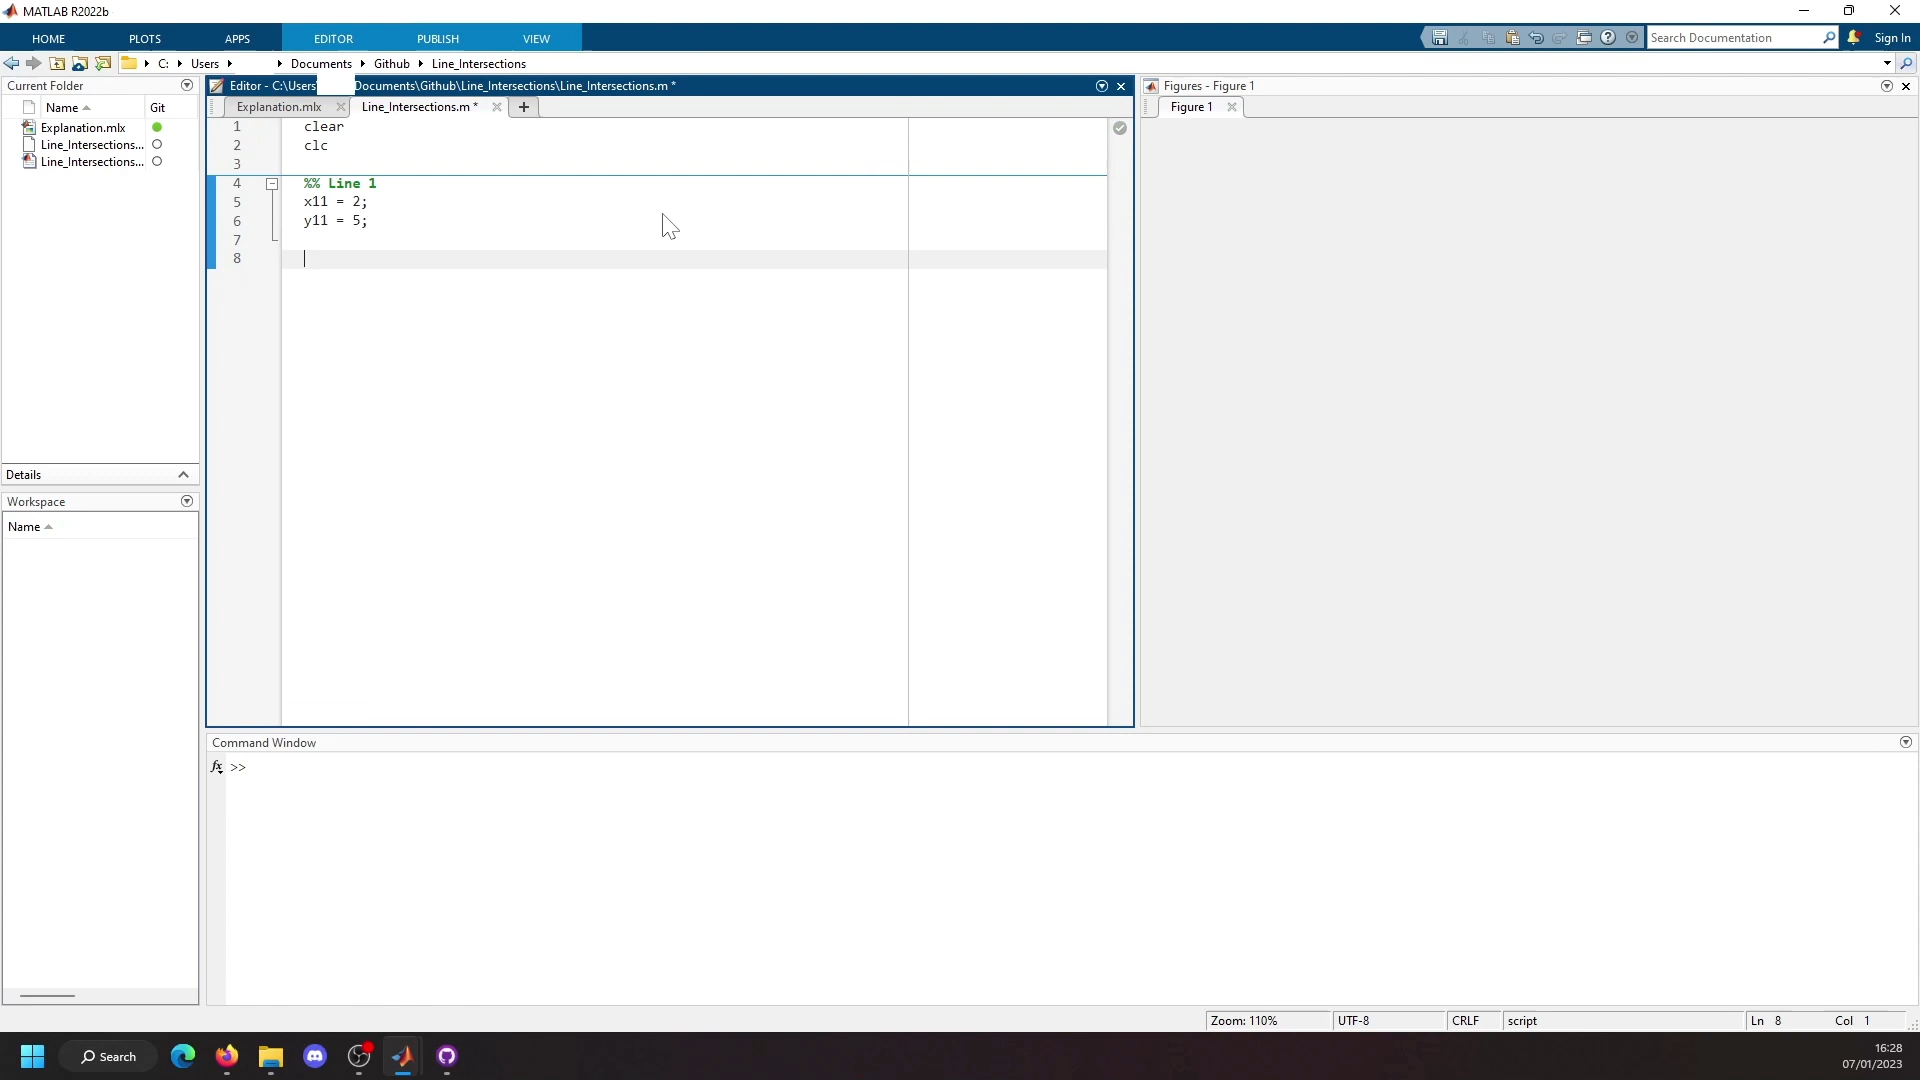 MATLAB R2022b
HOME PLOTS APPS EDITOR PUBLISH VIEW
Search Documentation
Sign In
C: Users Documents Github Line_Intersections
Current Folder
Name Git
Explanation.mlx
Line_Intersections...
Line_Intersections...
Details
Workspace
Name
Editor - C:\Users Documents\Github\Line_Intersections\Line_Intersections.m *
Explanation.mlx Line_Intersections.m * +
1 clear
2 clc
3
4 %% Line 1
5 x11 = 2;
6 y11 = 5;
7
8
Figures - Figure 1
Figure 1
Command Window
fx >>
Zoom: 110% UTF-8 CRLF script Ln 8 Col 1
Search
16:28
07/01/2023